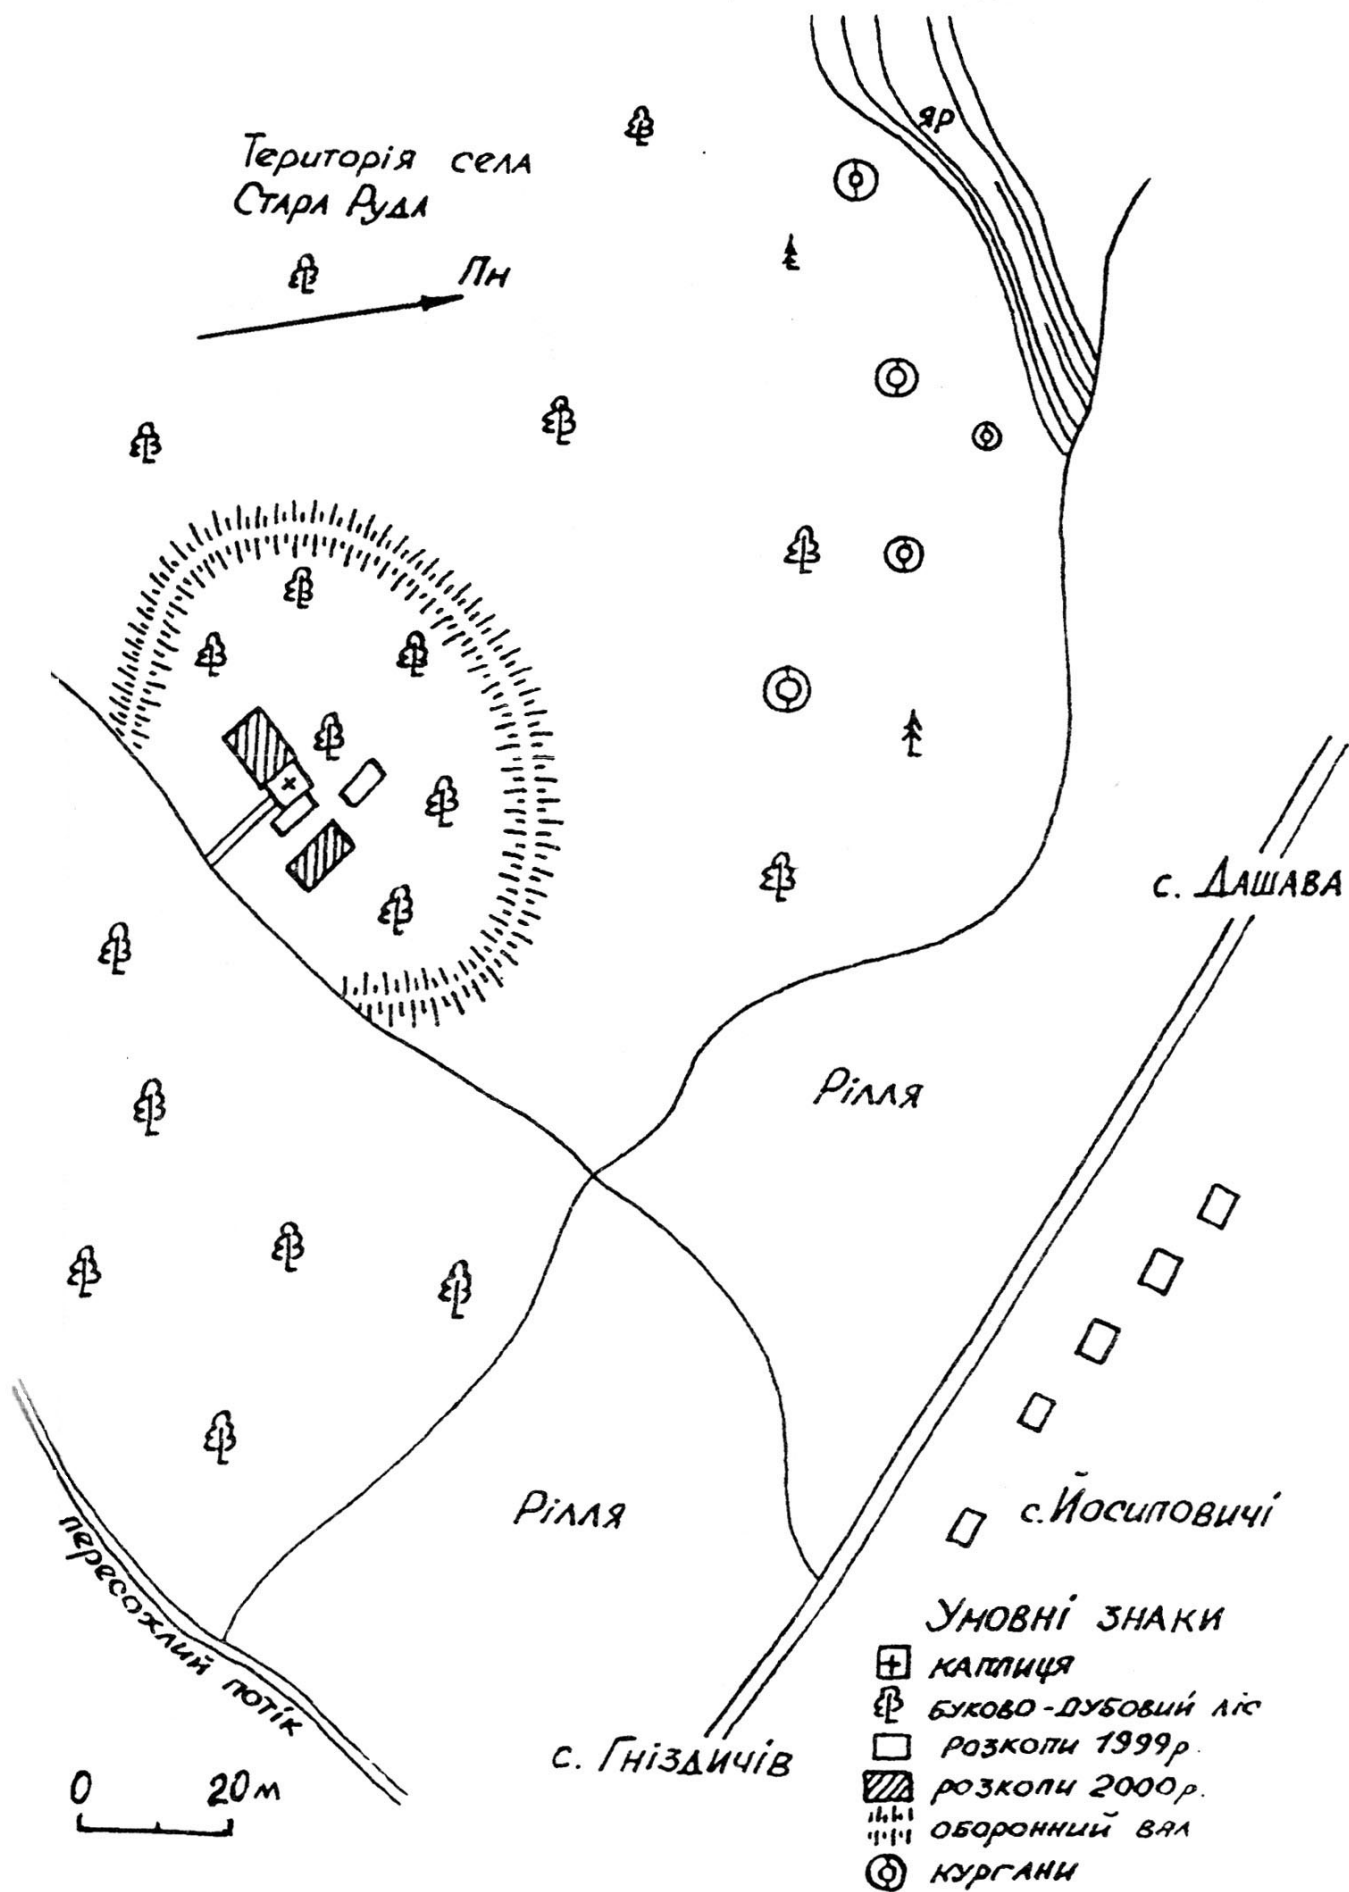 яр
Територія села
Стара Руда
Пн
с. Дашава
Рілля
Рілля
с. Йосиповичі
пересохлий потік
с. Гніздичів
0 20 м
Умовні знаки
каплиця
буково-дубовий ліс
розкопи 1999р.
розкопи 2000р.
оборонний вал
кургани